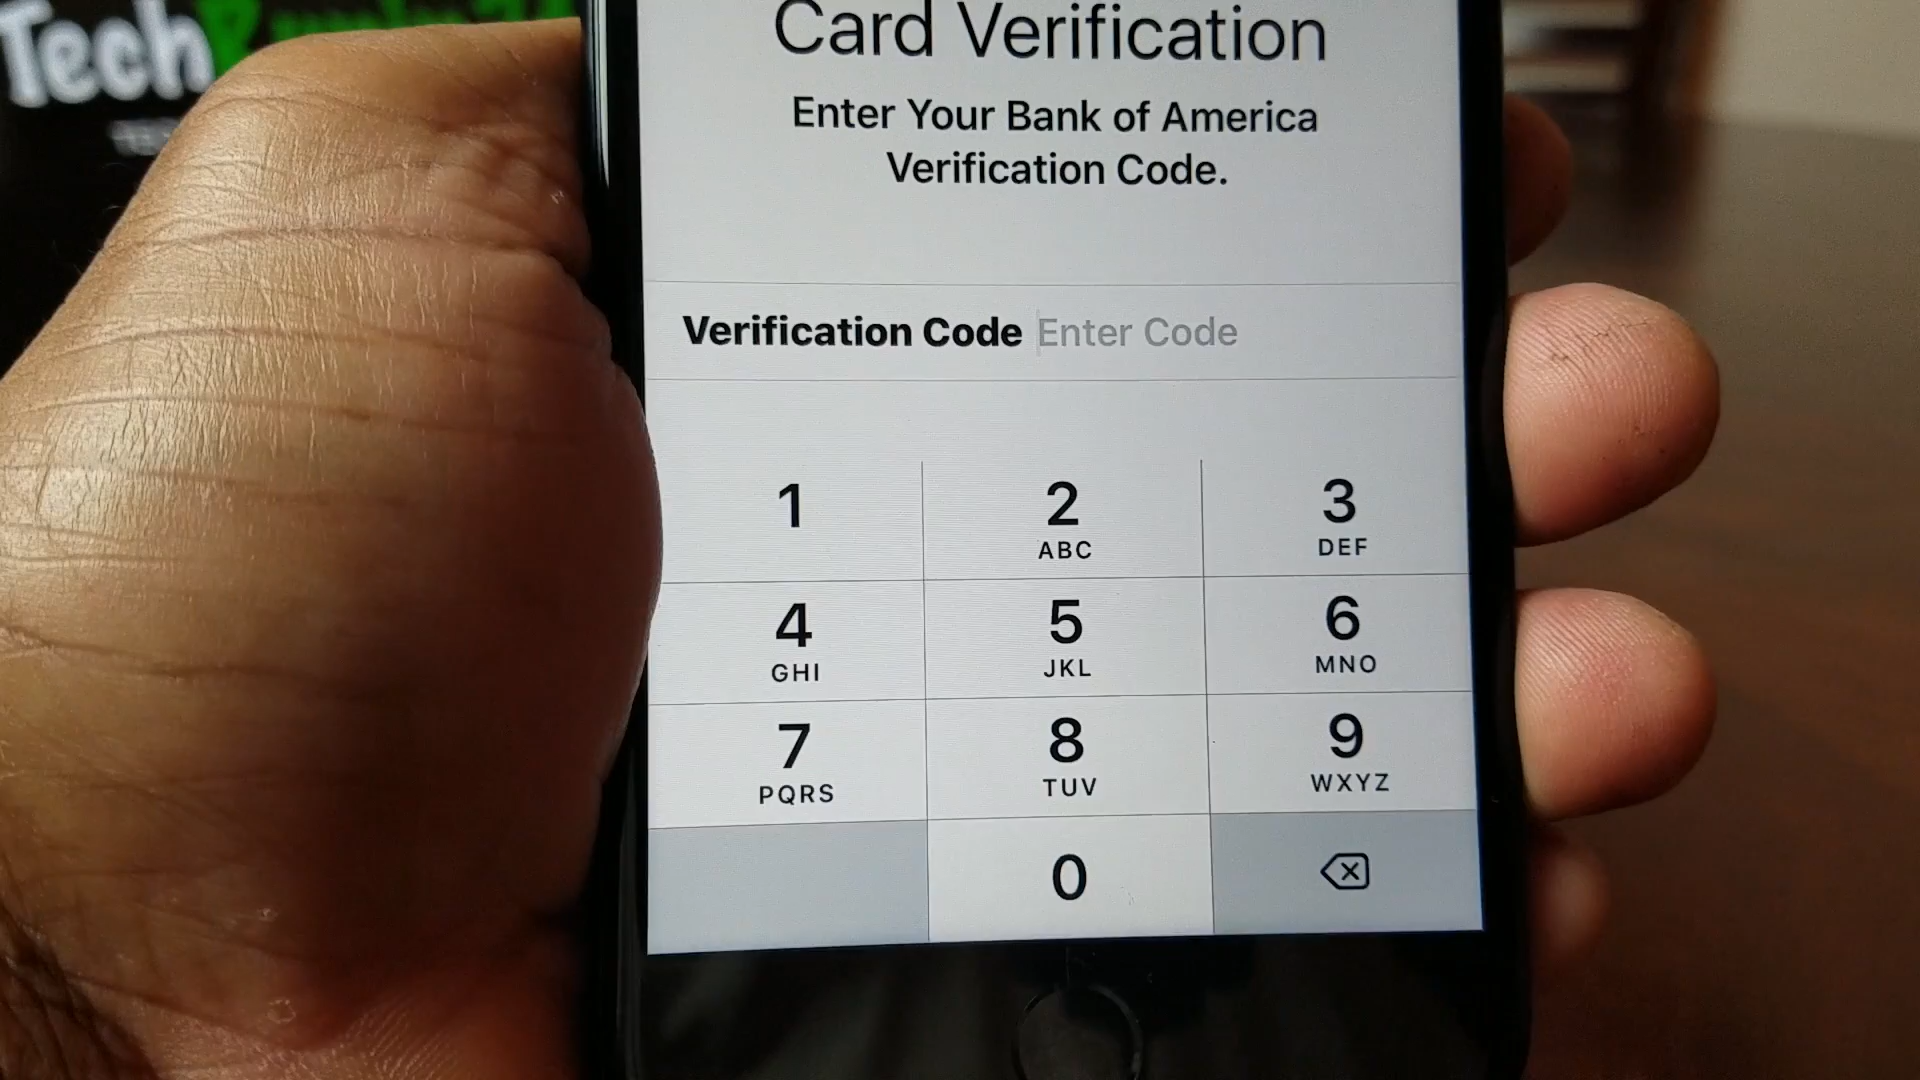 Tech
Card Verification
Enter Your Bank of America
Verification Code.
Verification Code Enter Code
1
2
3
ABC
DEF
4
5
6
GHI
JKL
MNO
7
8
9
PQRS
TUV
WXYZ
0